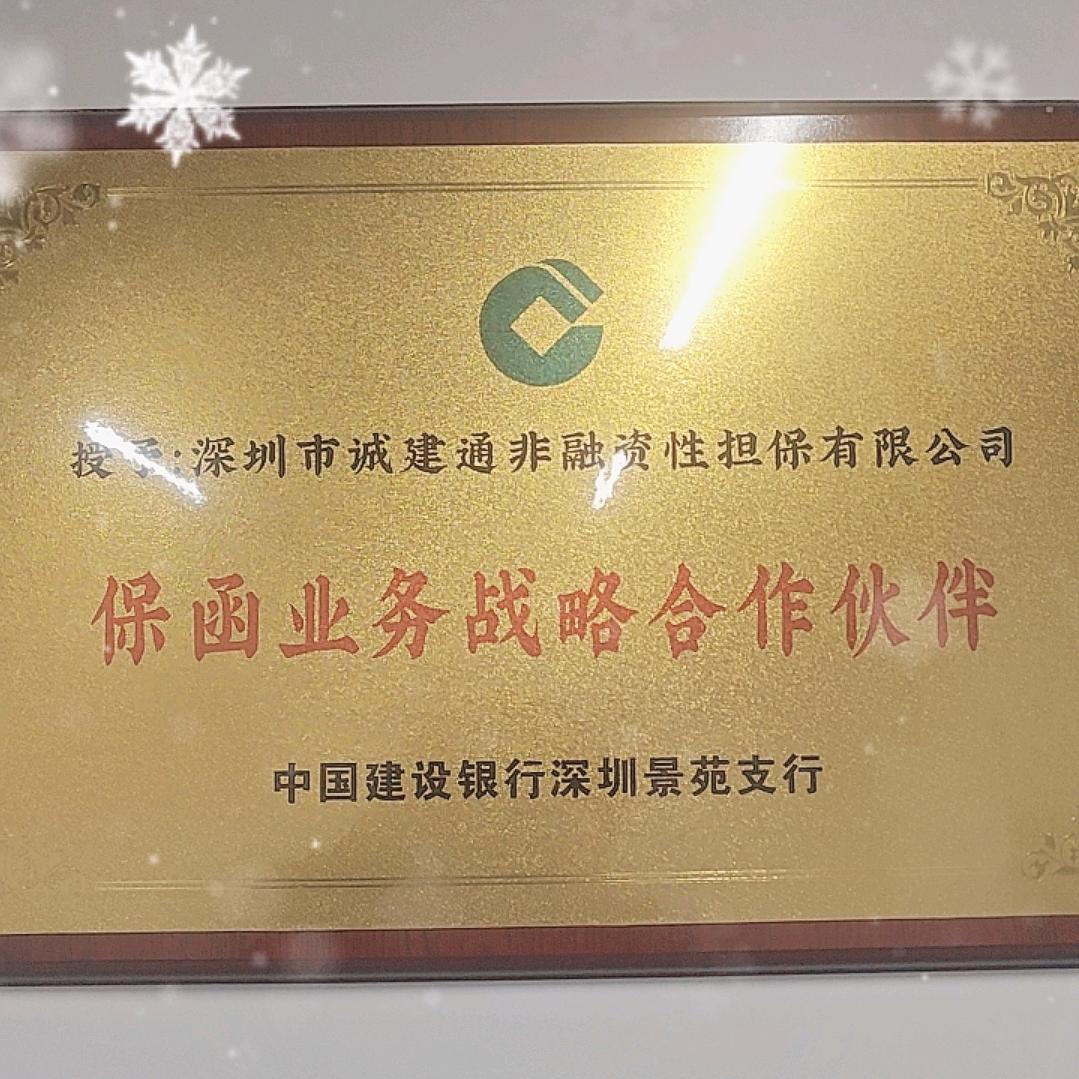 授予:深圳市诚建通非融资性担保有限公司
保函业务战略合作伙伴
中国建设银行深圳景苑支行